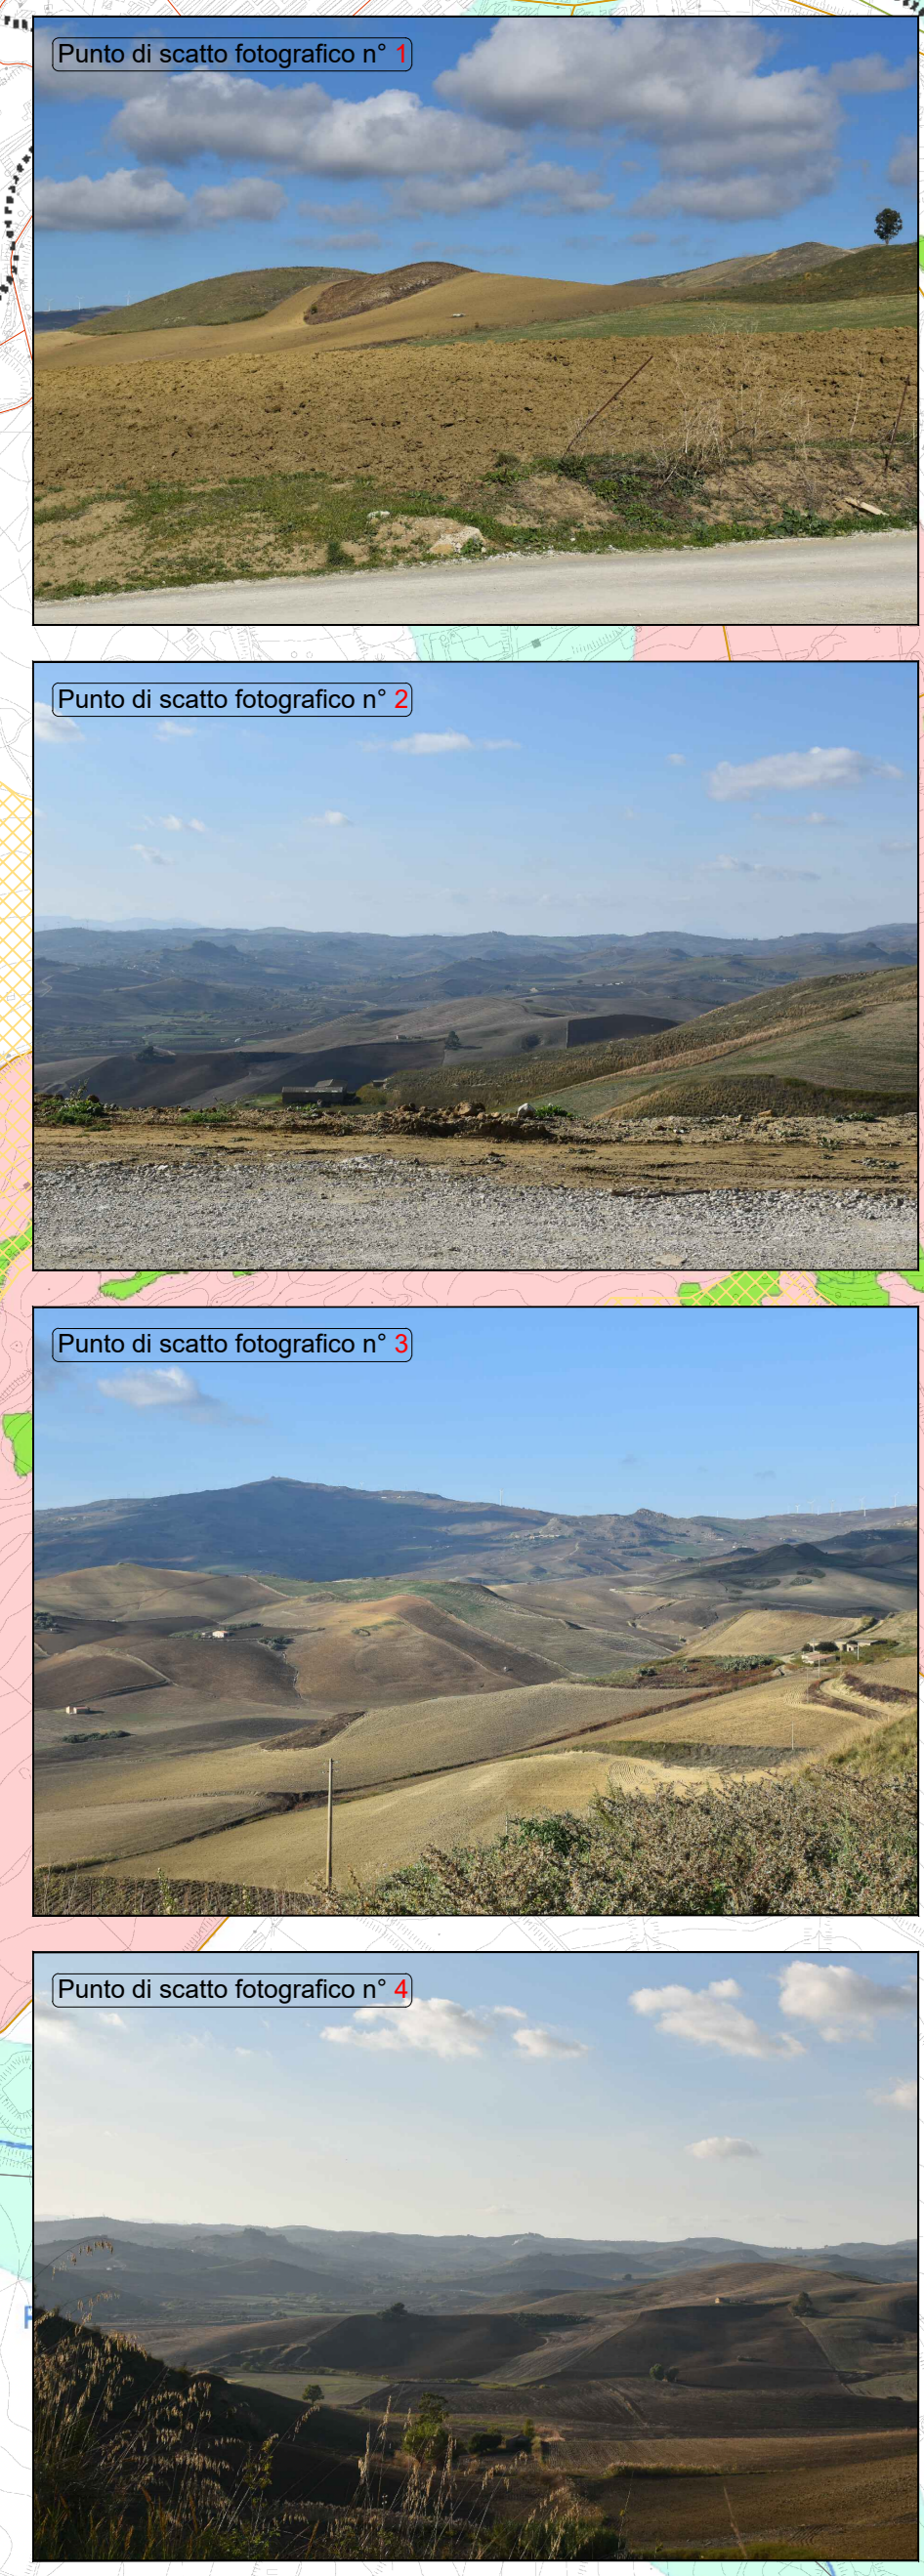 Punto di scatto fotografico n° 1
Punto di scatto fotografico n° 2
Punto di scatto fotografico n° 3
Punto di scatto fotografico n° 4